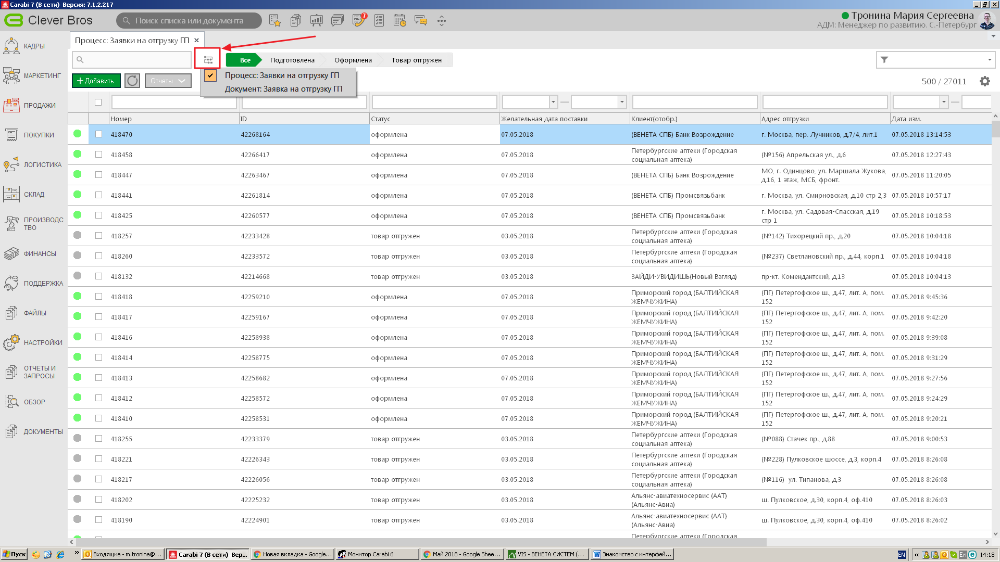 Carabi 7 (В сети) Версия: 7.1.2.217
Clever Bros
Поиск списка или документа
7
Тронина Мария Сергеевна
АДМ: Менеджер по развитию. С.-Петербург
КАДРЫ
МАРКЕТИНГ
ПРОДАЖИ
ПОКУПКИ
ЛОГИСТИКА
СКЛАД
ПРОИЗВОДС
ТВО
ФИНАНСЫ
ПОДДЕРЖКА
ФАЙЛЫ
НАСТРОЙКИ
ОТЧЕТЫ И
ЗАПРОСЫ
ОБЗОР
ДОКУМЕНТЫ
Процесс: Заявки на отгрузку ГП
Все Подготовлена Оформлена Товар отгружен
Процесс: Заявки на отгрузку ГП
Документ: Заявка на отгрузку ГП
+ Добавить Отчеты
500 / 27011
Номер ID Статус Желательная дата поставки Клиент(отобр.) Адрес отгрузки Дата изм.
418470 42268164 оформлена 07.05.2018 (ВЕНЕТА СПБ) Банк Возрождение г. Москва, пер. Лучников, д.7/4, лит.1 07.05.2018 13:14:53
418458 42266417 оформлена 07.05.2018 Петербургские аптеки (Городская социальная аптека) (№156) Апрельская ул., д.6 07.05.2018 12:27:43
418447 42263467 оформлена 07.05.2018 (ВЕНЕТА СПБ) Банк Возрождение МО, г. Одинцово, ул. Маршала Жукова, д.16, 1 этаж, МСБ, фронт. 07.05.2018 11:20:05
418441 42261814 оформлена 07.05.2018 (ВЕНЕТА СПБ) Промсвязьбанк г. Москва, ул. Смирновская, д.10 стр 2,3 07.05.2018 10:57:17
418425 42260577 оформлена 07.05.2018 (ВЕНЕТА СПБ) Промсвязьбанк г. Москва, ул. Садовая-Спасская, д.19 стр 1 07.05.2018 10:18:53
418257 42233428 товар отгружен 03.05.2018 Петербургские аптеки (Городская социальная аптека) (№142) Тихорецкий пр., д.20 07.05.2018 10:04:18
418260 42233572 товар отгружен 03.05.2018 Петербургские аптеки (Городская социальная аптека) (№237) Светлановский пр., д.44, корп.1 07.05.2018 10:04:18
418132 42214668 товар отгружен 03.05.2018 ЗАЙДИ-УВИДИШЬ(Новый Взгляд) пр-кт. Комендантский, д.13 07.05.2018 10:04:13
418418 42259210 оформлена 07.05.2018 Приморский город (БАЛТИЙСКАЯ ЖЕМЧУЖИНА) (ПГ) Петергофское ш., д.47, лит. А, пом. 152 07.05.2018 9:45:36
418417 42259167 оформлена 07.05.2018 Приморский город (БАЛТИЙСКАЯ ЖЕМЧУЖИНА) (ПГ) Петергофское ш., д.47, лит. А, пом. 152 07.05.2018 9:42:20
418416 42258938 оформлена 07.05.2018 Приморский город (БАЛТИЙСКАЯ ЖЕМЧУЖИНА) (ПГ) Петергофское ш., д.47, лит. А, пом. 152 07.05.2018 9:39:08
418414 42258775 оформлена 07.05.2018 Приморский город (БАЛТИЙСКАЯ ЖЕМЧУЖИНА) (ПГ) Петергофское ш., д.47, лит. А, пом. 152 07.05.2018 9:31:29
418413 42258682 оформлена 07.05.2018 Приморский город (БАЛТИЙСКАЯ ЖЕМЧУЖИНА) (ПГ) Петергофское ш., д.47, лит. А, пом. 152 07.05.2018 9:27:56
418412 42258572 оформлена 07.05.2018 Приморский город (БАЛТИЙСКАЯ ЖЕМЧУЖИНА) (ПГ) Петергофское ш., д.47, лит. А, пом. 152 07.05.2018 9:24:29
418410 42258531 оформлена 07.05.2018 Приморский город (БАЛТИЙСКАЯ ЖЕМЧУЖИНА) (ПГ) Петергофское ш., д.47, лит. А, пом. 152 07.05.2018 9:20:21
418255 42233379 товар отгружен 03.05.2018 Петербургские аптеки (Городская социальная аптека) (№088) Стачек пр., д.88 07.05.2018 9:00:53
418221 42226343 товар отгружен 03.05.2018 Петербургские аптеки (Городская социальная аптека) (№228) Пулковское шоссе, д.3, корп.4 07.05.2018 8:26:08
418217 42226056 товар отгружен 03.05.2018 Петербургские аптеки (Городская социальная аптека) (№116) ул. Типанова, д.3 07.05.2018 8:26:08
418202 42225232 товар отгружен 03.05.2018 Альянс-авиатехносервис (ААТ) (Альянс-Авиа) ш. Пулковское, д.30, корп.4, оф.410 07.05.2018 8:26:03
418190 42224901 товар отгружен 03.05.2018 Альянс-авиатехносервис (ААТ) (Альянс-Авиа) ш. Пулковское, д.30, корп.4, оф.410 07.05.2018 8:26:02
Петербургские аптеки (Городская
Пуск » Входящие - m.tronina@... Carabi 7 (В сети) Вер... Новая вкладка - Google... Монитор Carabi 6 Май 2018 - Google Shee... VIS - ВЕНЕТА СИСТЕМ (... Знакомство с интерфей... EN « En 14:18